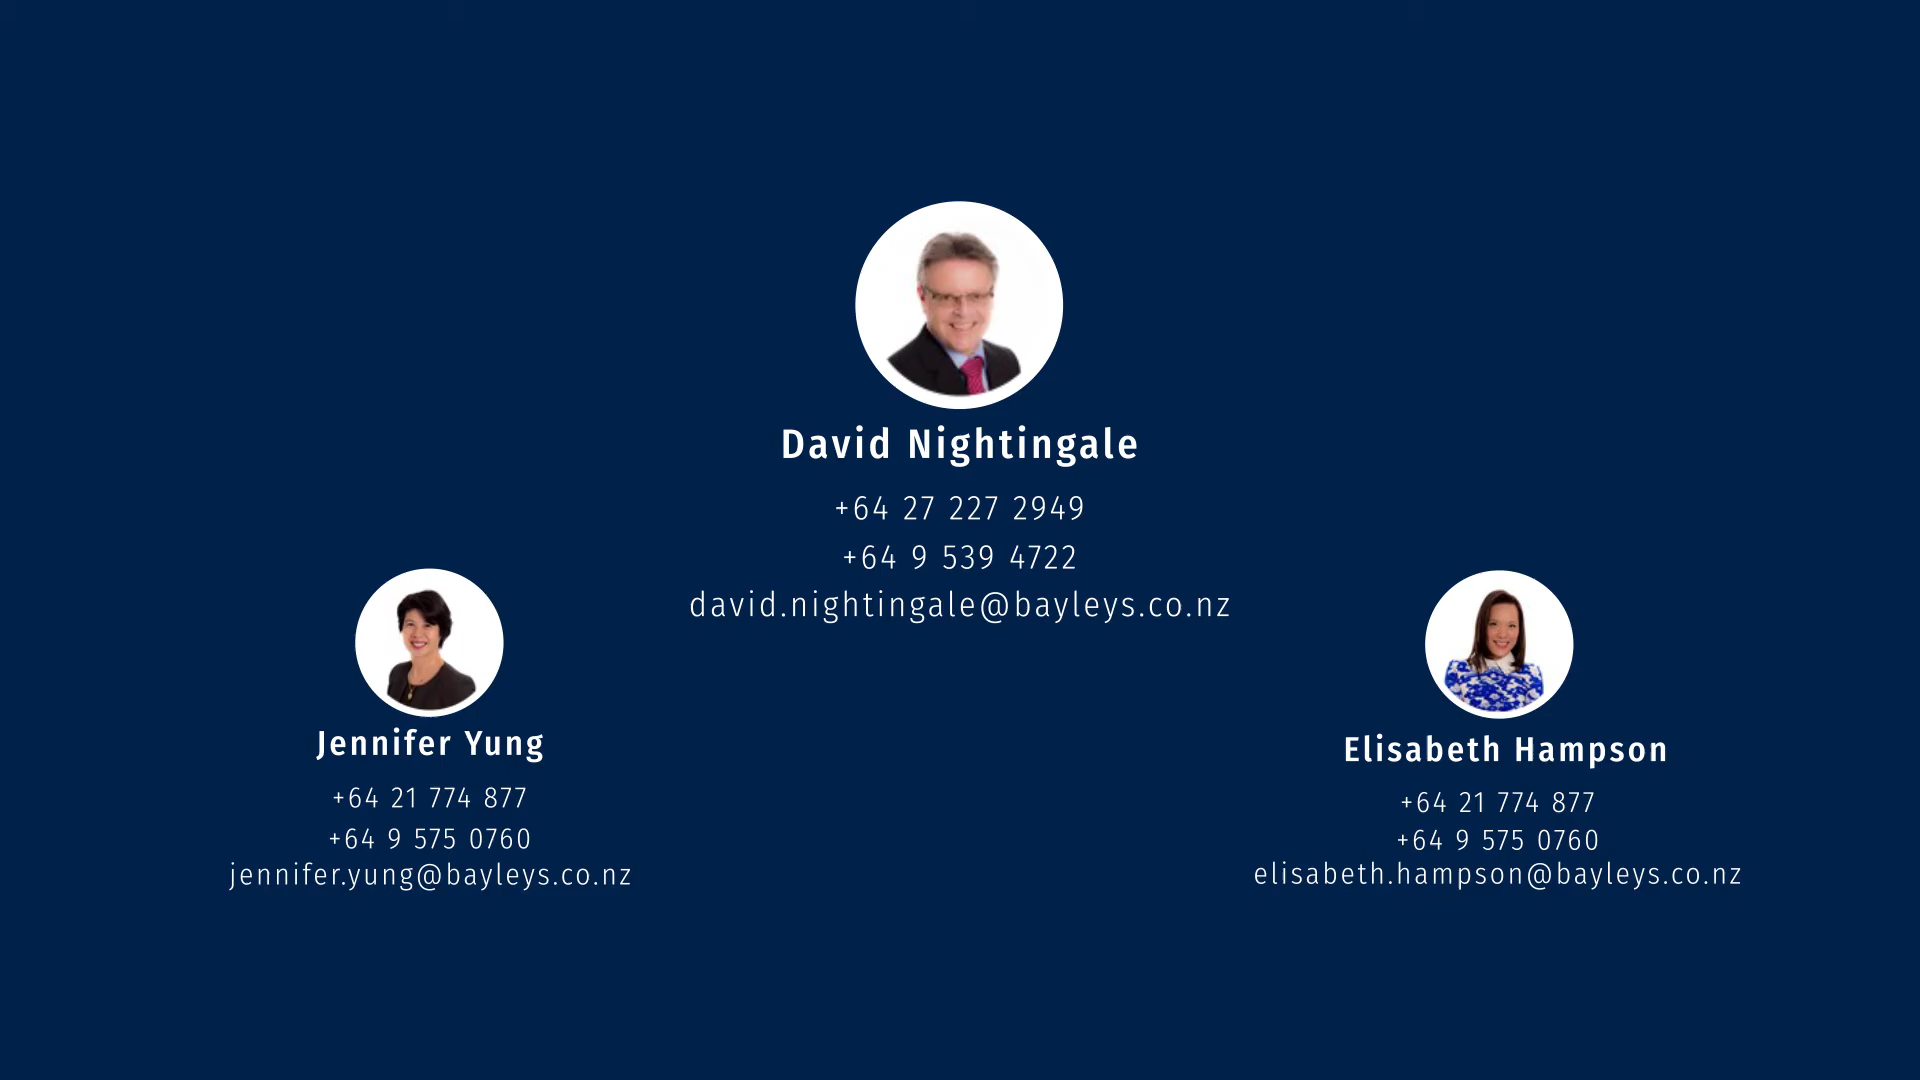 David Nightingale
+64 27 227 2949
+64 9 539 4722
david.nightingale@bayleys.co.nz
Jennifer Yung
+64 21 774 877
+64 9 575 0760
jennifer.yung@bayleys.co.nz
Elisabeth Hampson
+64 21 774 877
+64 9 575 0760
elisabeth.hampson@bayleys.co.nz